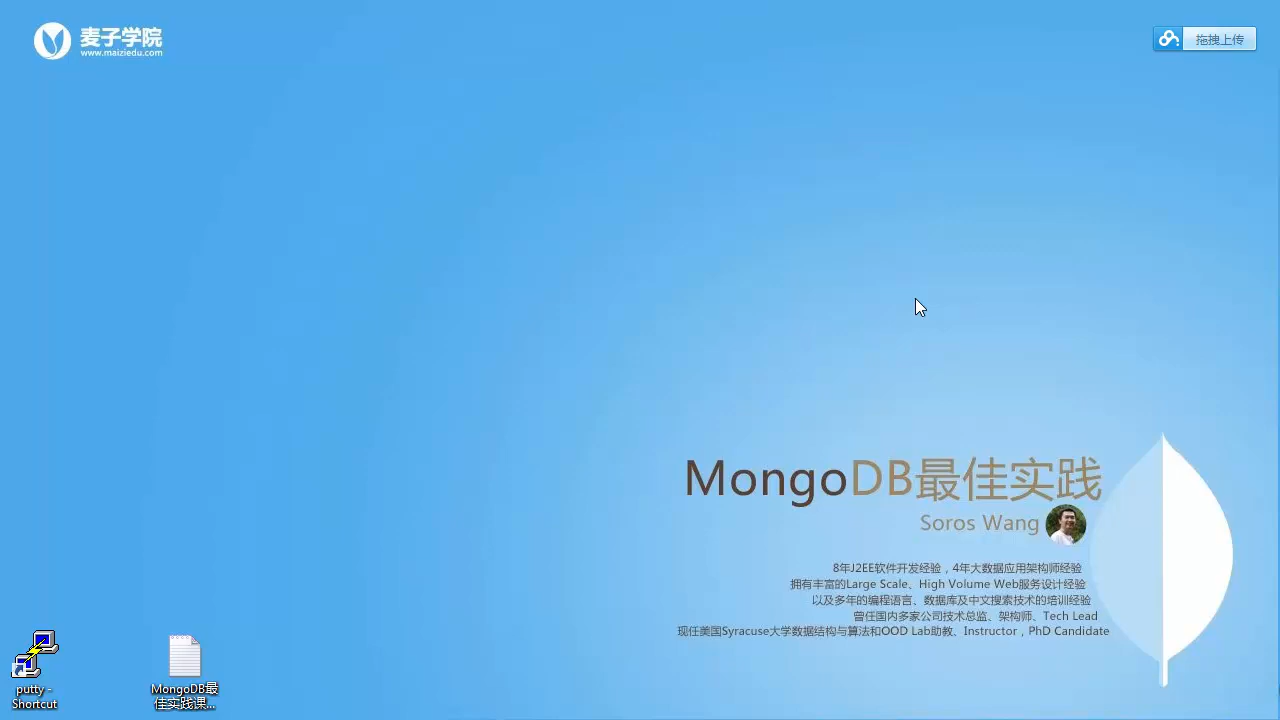 麦子学院
www.maiziedu.com
拖拽上传
MongoDB最佳实践
Soros Wang
8年J2EE软件开发经验，4年大数据应用架构师经验
拥有丰富的Large Scale、High Volume Web服务设计经验
以及多年的编程语言、数据库及中文搜索技术的培训经验
曾任国内多家公司技术总监、架构师、Tech Lead
现任美国Syracuse大学数据结构与算法和OOD Lab助教、Instructor，PhD Candidate
putty -
Shortcut
MongoDB最
佳实践课...